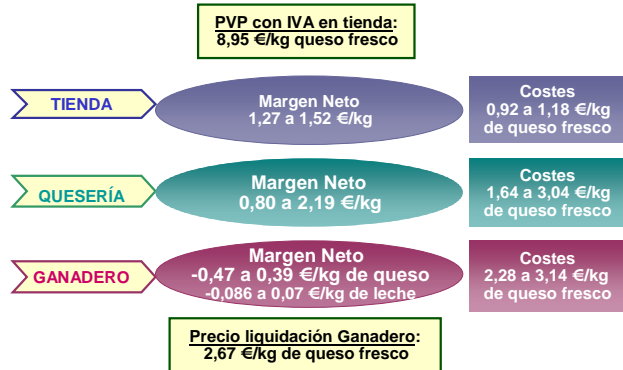 PVP con IVA en tienda:
8,95 €/kg queso fresco
TIENDA
Margen Neto
1,27 a 1,52 €/kg
Costes
0,92 a 1,18 €/kg
de queso fresco
QUESERÍA
Margen Neto
0,80 a 2,19 €/kg
Costes
1,64 a 3,04 €/kg
de queso fresco
GANADERO
Margen Neto
-0,47 a 0,39 €/kg de queso
-0,086 a 0,07 €/kg de leche
Costes
2,28 a 3,14 €/kg
de queso fresco
Precio liquidación Ganadero:
2,67 €/kg de queso fresco